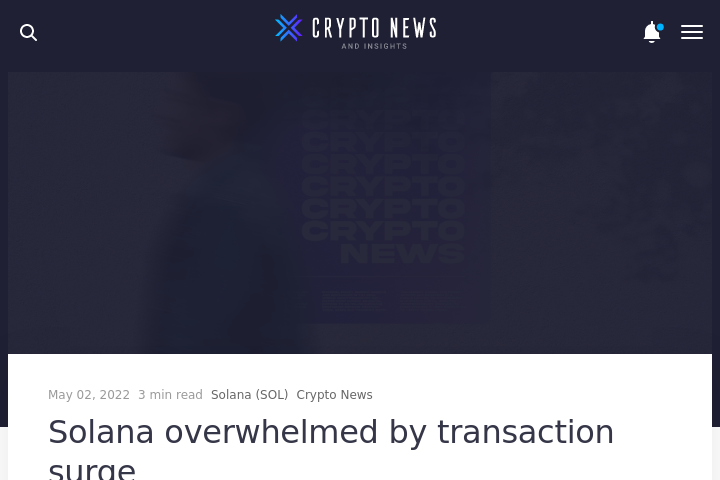 CRYPTO NEWS
AND INSIGHTS
CRYPTO
CRYPTO
CRYPTO
CRYPTO
CRYPTO
CRYPTO
NEWS
May 02, 2022 3 min read Solana (SOL) Crypto News
Solana overwhelmed by transaction
surge